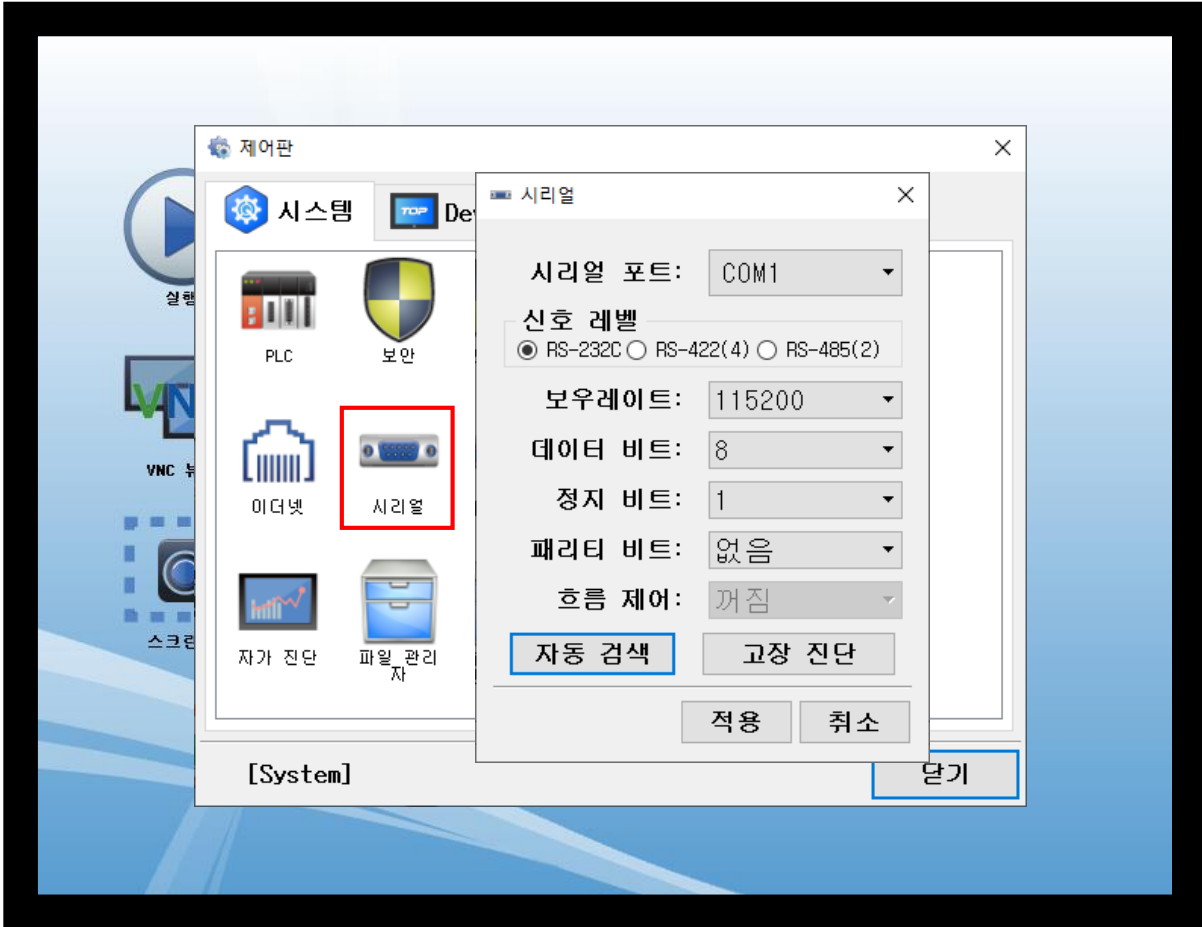 제어판
시스템
TOP
시리얼
시리얼 포트: COM1
신호 레벨
RS-232C RS-422(4) RS-485(2)
보우레이트: 115200
데이터 비트: 8
정지 비트: 1
패리티 비트: 없음
흐름 제어: 꺼짐
자동 검색 고장 진단
적용 취소
PLC 보안
이더넷 시리얼
자가 진단 파일 관리
자
VNC
[System] 닫기